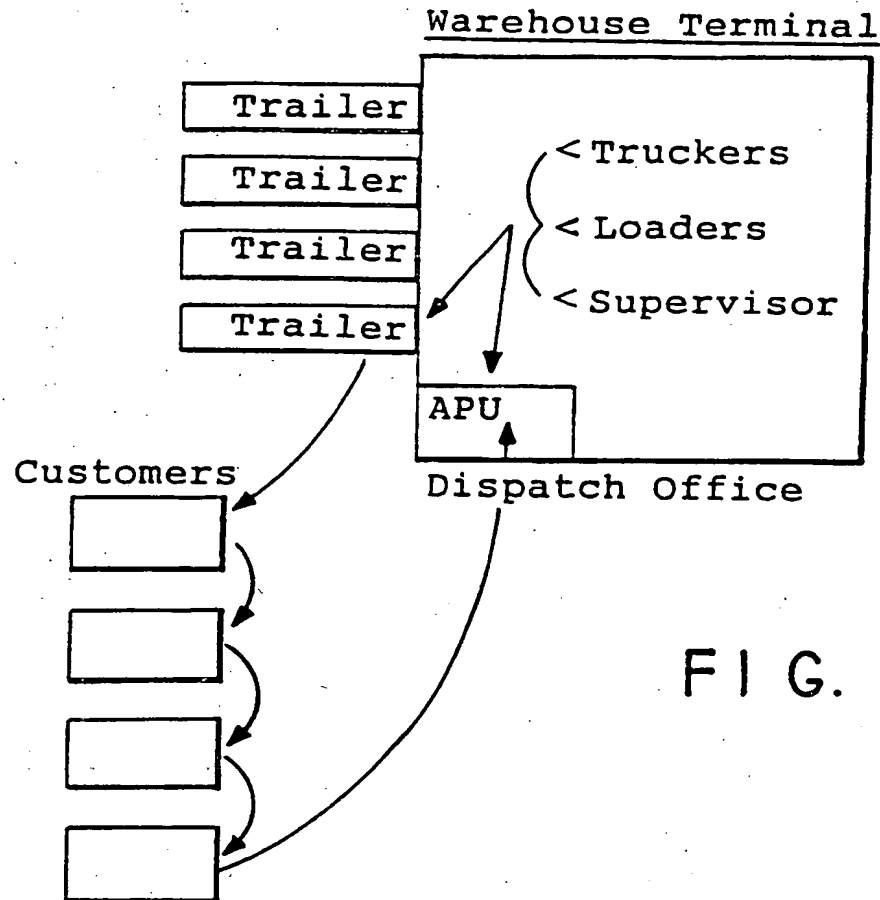 Warehouse Terminal
Trailer
Trailer
Trailer
Trailer
< Truckers
< Loaders
< Supervisor
APU
Customers
Dispatch Office
FIG.